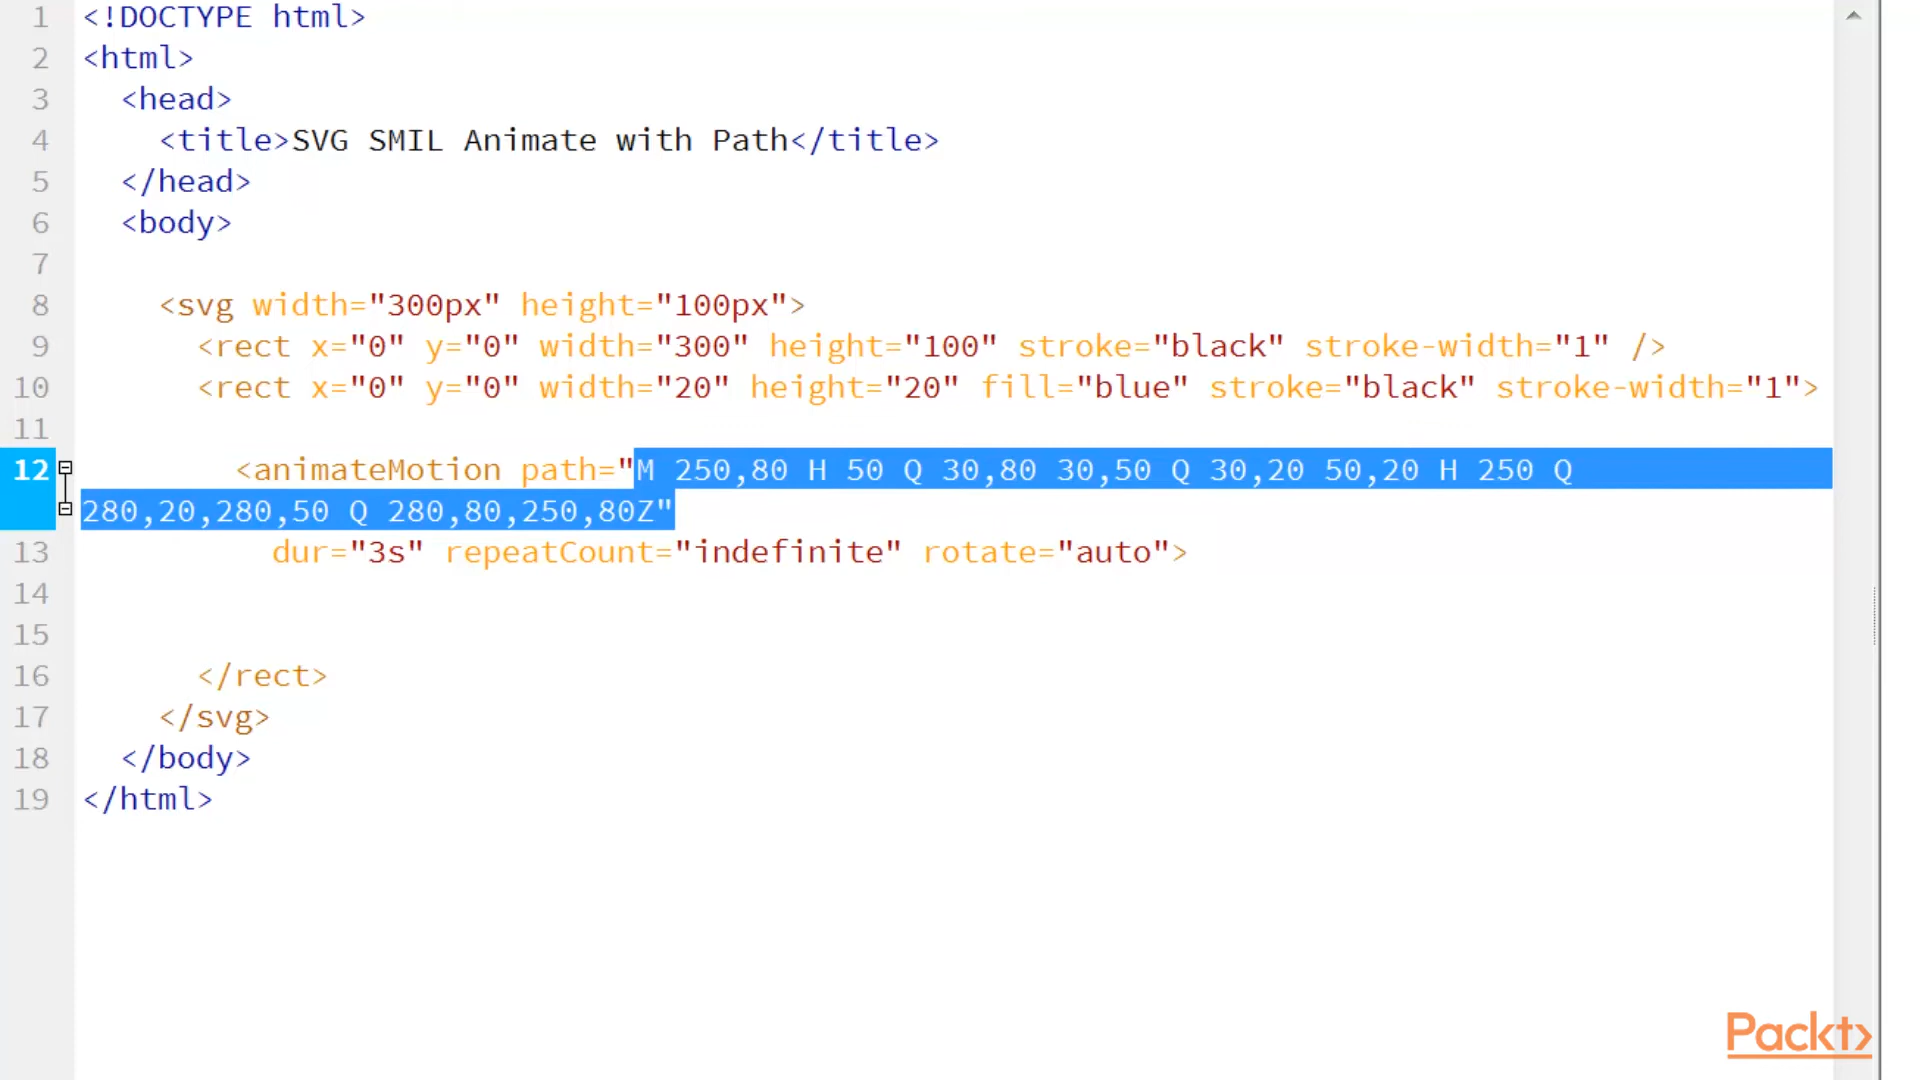 1 <!DOCTYPE html>
2 <html>
3 <head>
4 <title>SVG SMIL Animate with Path</title>
5 </head>
6 <body>
7
8 <svg width="300px" height="100px">
9 <rect x="0" y="0" width="300" height="100" stroke="black" stroke-width="1" />
10 <rect x="0" y="0" width="20" height="20" fill="blue" stroke="black" stroke-width="1">
11
12 <animateMotion path="M 250,80 H 50 Q 30,80 30,50 Q 30,20 50,20 H 250 Q
280,20,280,50 Q 280,80,250,80Z"
13 dur="3s" repeatCount="indefinite" rotate="auto">
14
15
16 </rect>
17 </svg>
18 </body>
19 </html>
Packt>